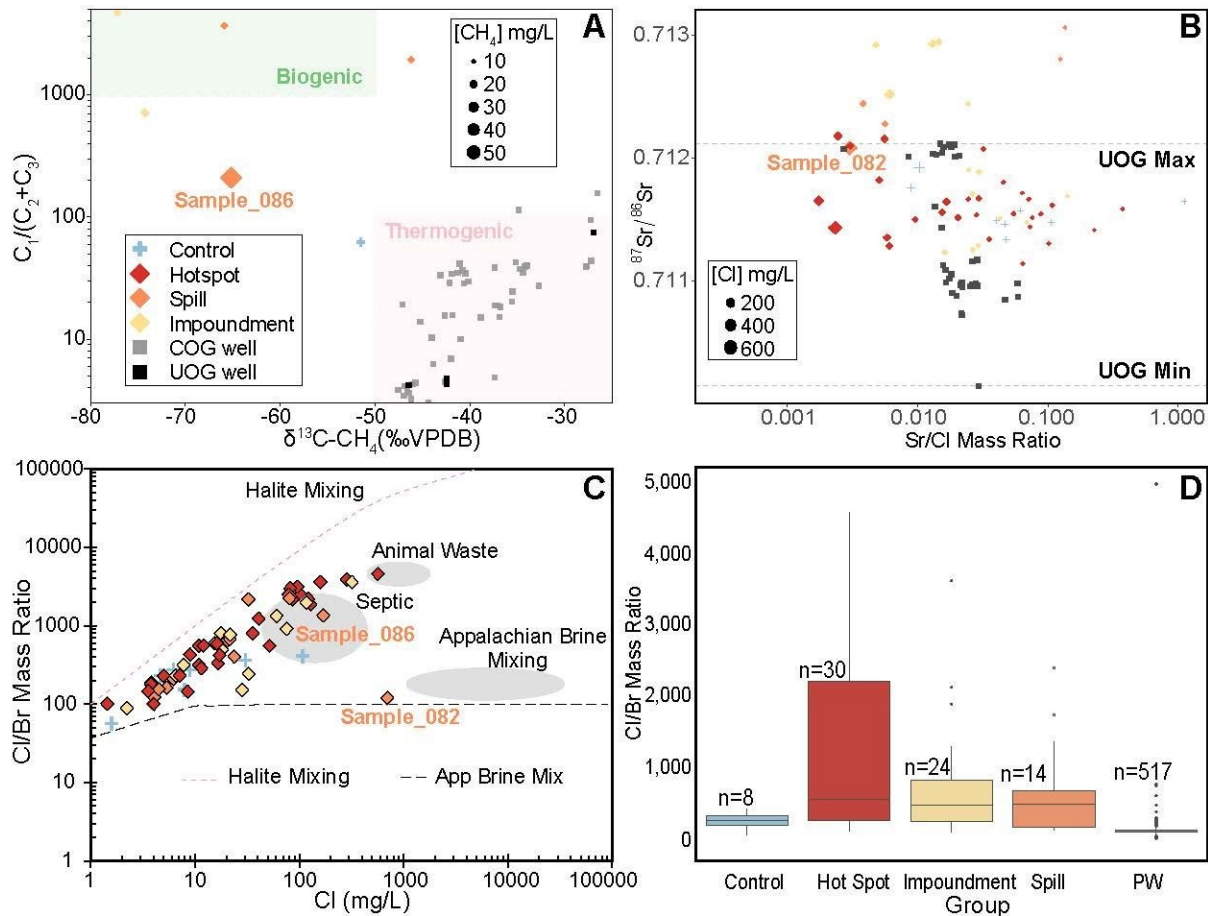 A
[CH₄] mg/L
10
20
30
40
50
Biogenic
1000
C₁/(C₂+C₃)
Sample_086
100
Thermogenic
Control
Hotspot
Spill
Impoundment
COG well
UOG well
10
-80 -70 -60 -50 -40 -30
δ¹³C-CH₄(‰VPDB)
B
0.713
0.712
UOG Max
Sample_082
⁸⁷Sr/⁸⁶Sr
0.711
[Cl] mg/L
200
400
600
UOG Min
0.001 0.010 0.100 1.000
Sr/Cl Mass Ratio
C
100000
Halite Mixing
10000
Animal Waste
Septic
1000
Sample_086
Appalachian Brine
Mixing
Cl/Br Mass Ratio
100
Sample_082
10
Halite Mixing App Brine Mix
1
1 10 100 1000 10000 100000
Cl (mg/L)
D
5,000
4,000
n=30
3,000
Cl/Br Mass Ratio
2,000
n=24 n=14 n=517
1,000
n=8
0
Control Hot Spot Impoundment Spill PW
Group